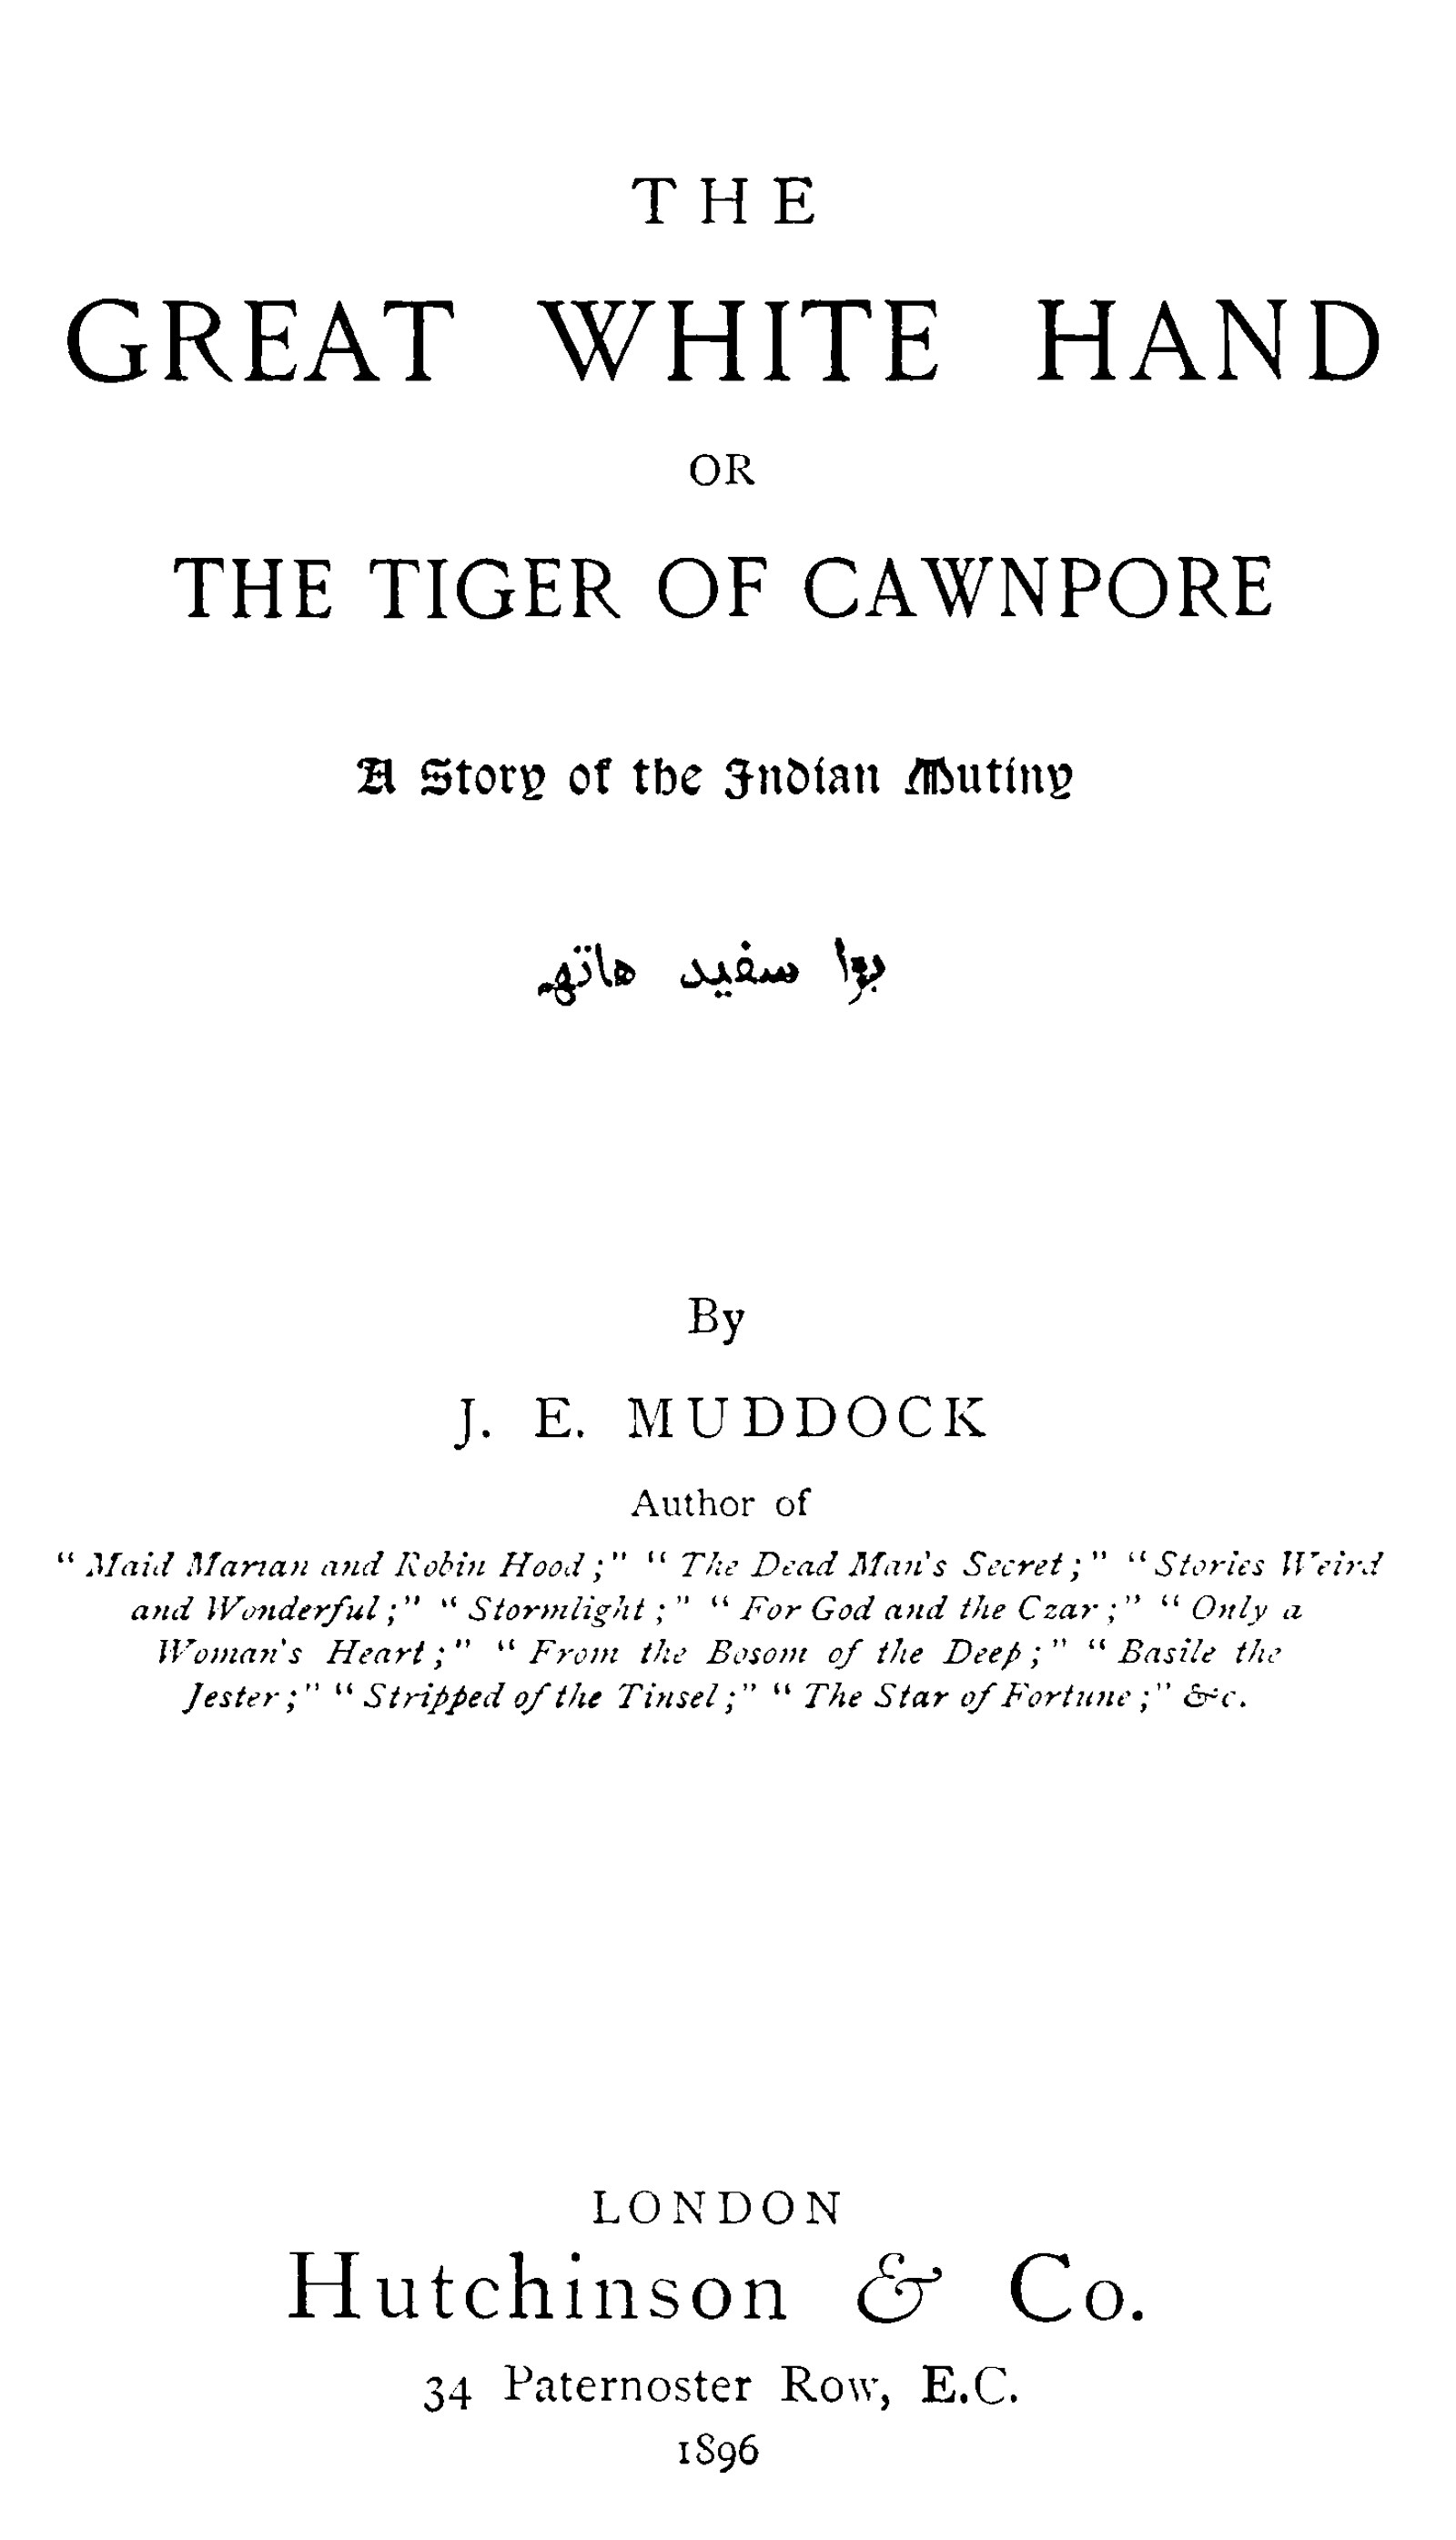 THE
GREAT WHITE HAND
OR
THE TIGER OF CAWNPORE
A Story of the Indian Mutiny
بڑا سفید هاتهہ
By
J. E. MUDDOCK
Author of
“ Maid Marian and Robin Hood ;” “ The Dead Man's Secret ;” “ Stories Weird
and Wonderful ;” “ Stormlight ;” “ For God and the Czar ;” “ Only a
Woman's Heart ;” “ From the Bosom of the Deep ;” “ Basile the
Jester ;” “ Stripped of the Tinsel ;” “ The Star of Fortune ;” &c.
LONDON
Hutchinson & Co.
34 Paternoster Row, E.C.
1896